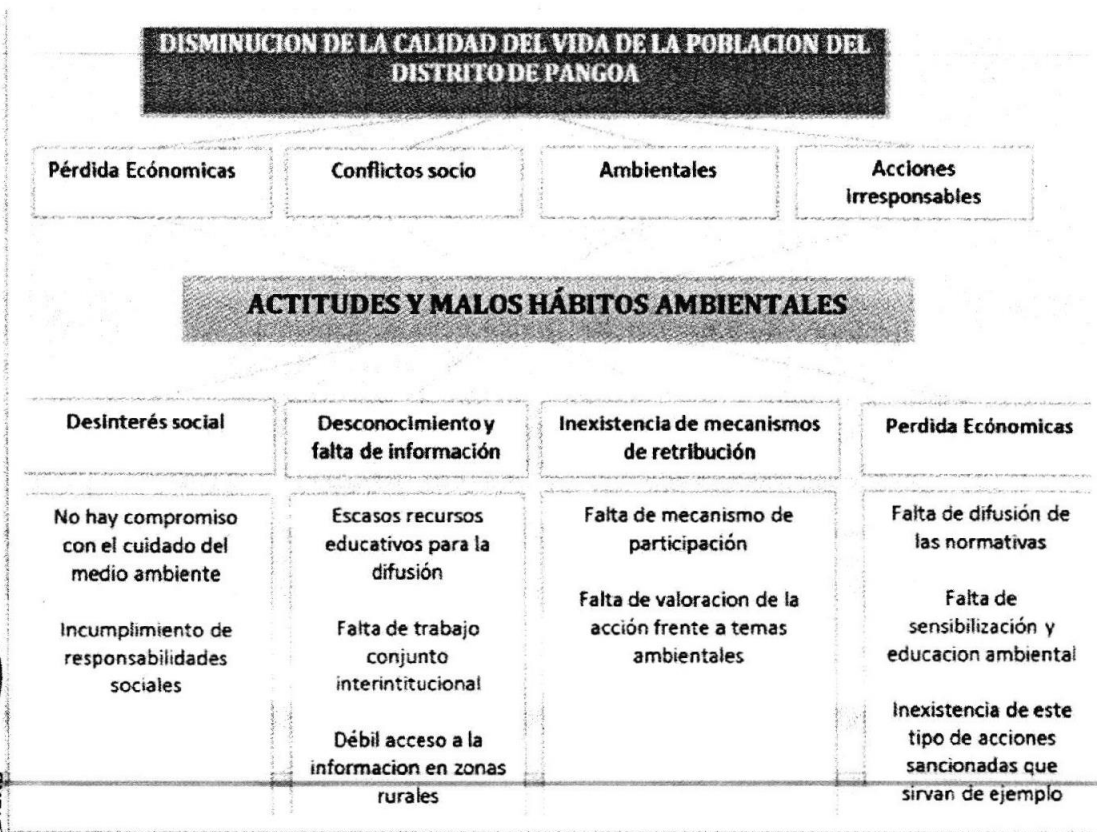 DISMINUCION DE LA CALIDAD DEL VIDA DE LA POBLACION DEL
DISTRITO DE PANGOA
Pérdida Ecónomicas
Conflictos socio
Ambientales
Acciones
irresponsables
ACTITUDES Y MALOS HÁBITOS AMBIENTALES
Desinterés social
Desconocimiento y
falta de información
Inexistencia de mecanismos
de retribución
Perdida Ecónomicas
No hay compromiso
con el cuidado del
medio ambiente
Incumplimiento de
responsabilidades
sociales
Escasos recursos
educativos para la
difusión
Falta de trabajo
conjunto
interintitucional
Débil acceso a la
informacion en zonas
rurales
Falta de mecanismo de
participación
Falta de valoracion de la
acción frente a temas
ambientales
Falta de difusión de
las normativas
Falta de
sensibilización y
educacion ambiental
Inexistencia de este
tipo de acciones
sancionadas que
sirvan de ejemplo